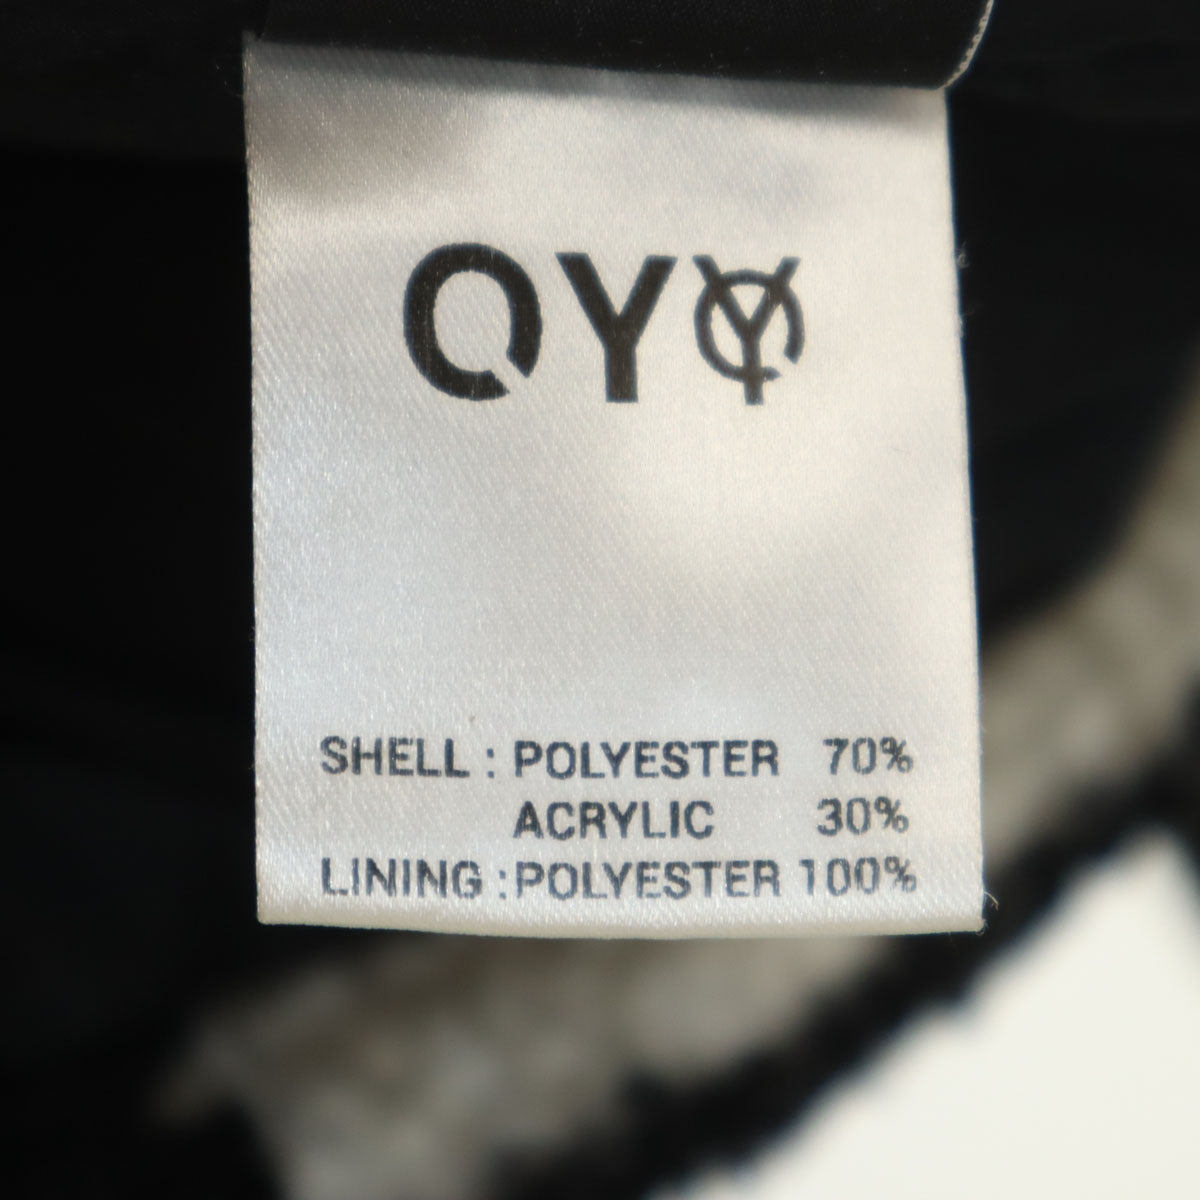 OYY
SHELL : POLYESTER 70%
ACRYLIC 30%
LINING : POLYESTER 100%